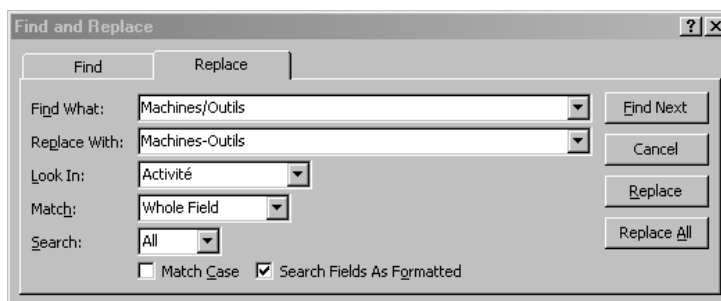 Find and Replace
Find Replace
Find What: Machines/Outils Find Next
Replace With: Machines-Outils Cancel
Look In: Activité
Match: Whole Field Replace
Search: All Replace All
Match Case Search Fields As Formatted